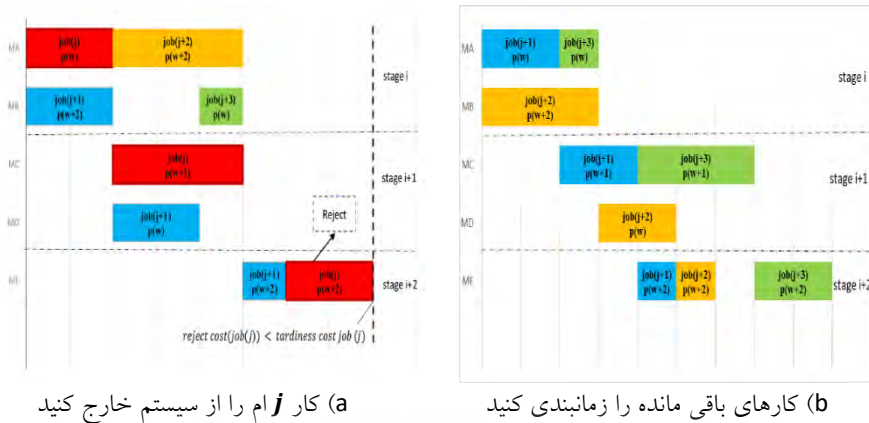 MA
job(j)
p(w)
job(j+2)
p(w+2)
MB
job(j+1)
p(w+2)
job(j+3)
p(w)
stage i
MC
job(j)
p(w+1)
MD
job(j+1)
p(w)
stage i+1
Reject
job(j+1)
p(w+2)
job(j)
p(w+2)
stage i+2
reject cost(job(j)) < tardiness cost job (j)
a) کار j ام را از سیستم خارج کنید
MA
job(j+1)
p(w)
job(j+3)
p(w)
MB
job(j+2)
p(w)
stage i
MC
job(j+1)
p(w+1)
job(j+3)
p(w+1)
MD
job(j+2)
p(w)
stage i+1
job(j+1)
p(w+2)
job(j+2)
p(w+2)
job(j+3)
p(w+2)
stage i+2
b) کارهای باقی مانده را زمانبندی کنید